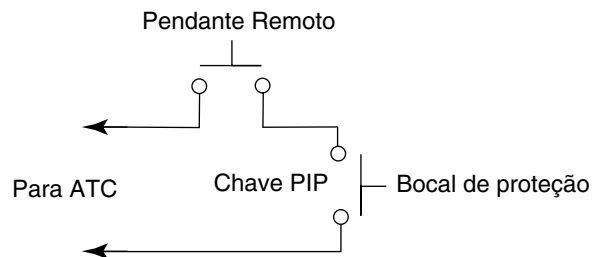 Pendante Remoto
Para ATC
Chave PIP
Bocal de proteção